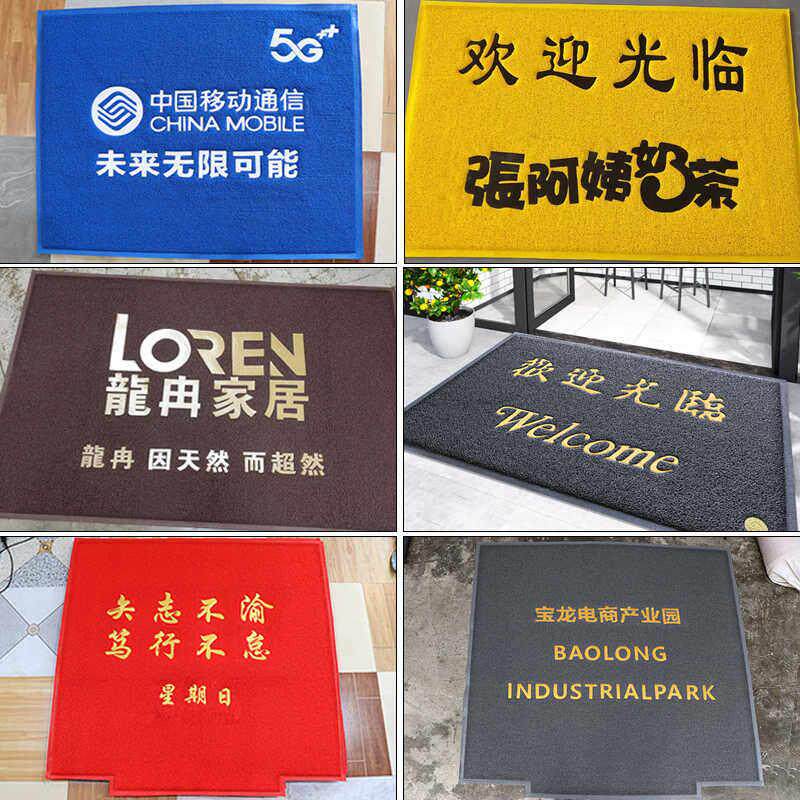 5G++
中国移动通信
CHINA MOBILE
未来无限可能
欢迎光临
張阿姨奶茶
LOREN
龍冉家居
龍冉 因天然 而超然
歡迎光臨
Welcome
矢志不渝
笃行不怠
星期日
宝龙电商产业园
BAOLONG
INDUSTRIALPARK